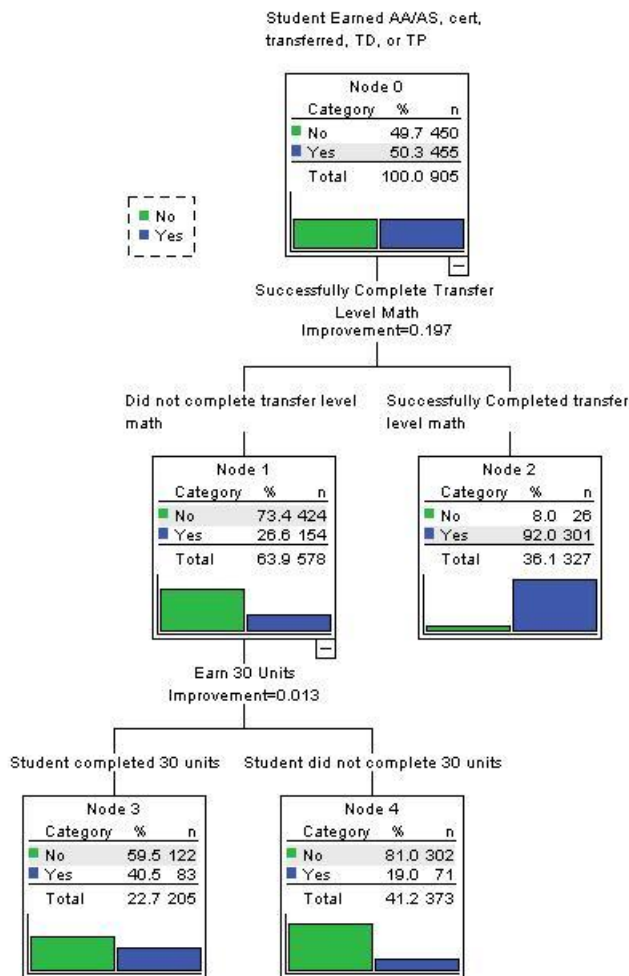 Student Earned AA/AS, cert,
transferred, TD, or TP
Node 0
Category % n
No 49.7 450
Yes 50.3 455
Total 100.0 905
No
Yes
Successfully Complete Transfer
Level Math
Improvement=0.197
Did not complete transfer level
math
Successfully Completed transfer
level math
Node 1
Category % n
No 73.4 424
Yes 26.6 154
Total 63.9 578
Node 2
Category % n
No 8.0 26
Yes 92.0 301
Total 36.1 327
Earn 30 Units
Improvement=0.013
Student completed 30 units
Student did not complete 30 units
Node 3
Category % n
No 59.5 122
Yes 40.5 83
Total 22.7 205
Node 4
Category % n
No 81.0 302
Yes 19.0 71
Total 41.2 373